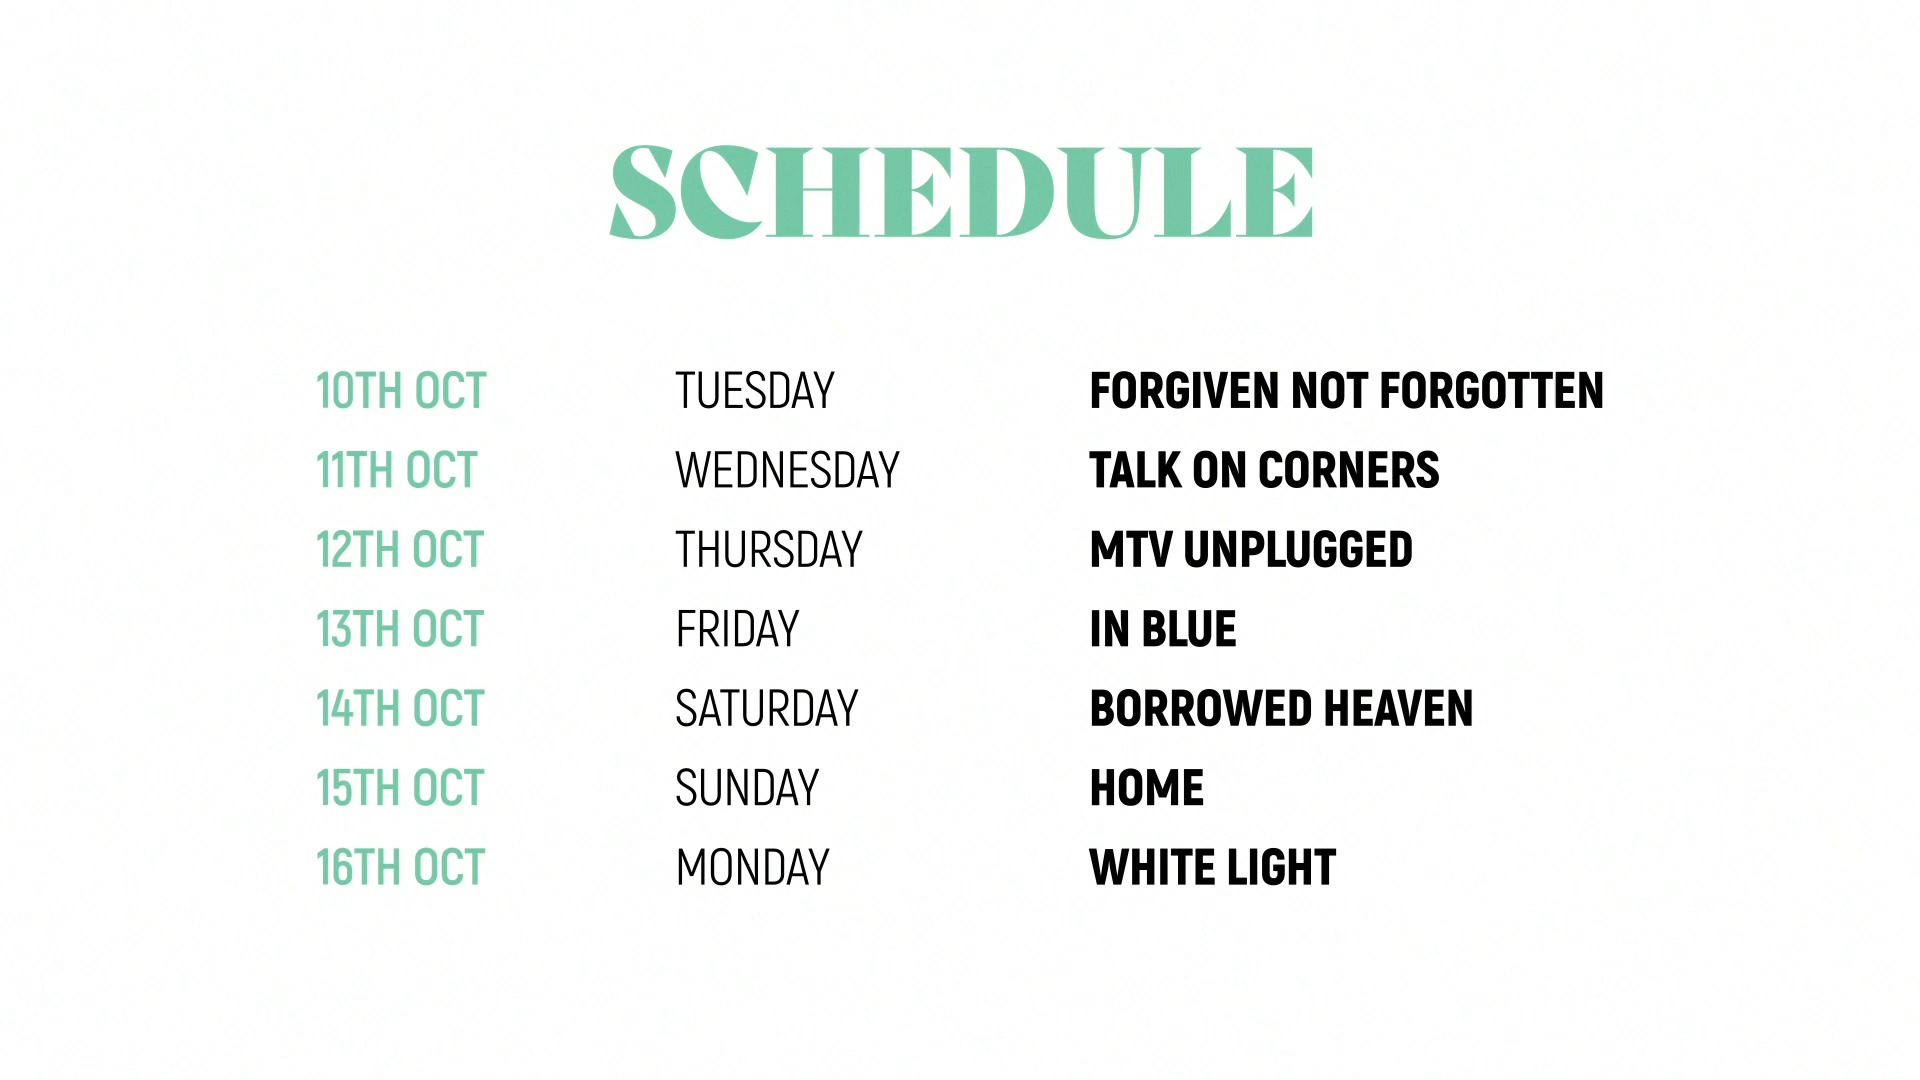 SCHEDULE
10TH OCT TUESDAY FORGIVEN NOT FORGOTTEN
11TH OCT WEDNESDAY TALK ON CORNERS
12TH OCT THURSDAY MTV UNPLUGGED
13TH OCT FRIDAY IN BLUE
14TH OCT SATURDAY BORROWED HEAVEN
15TH OCT SUNDAY HOME
16TH OCT MONDAY WHITE LIGHT